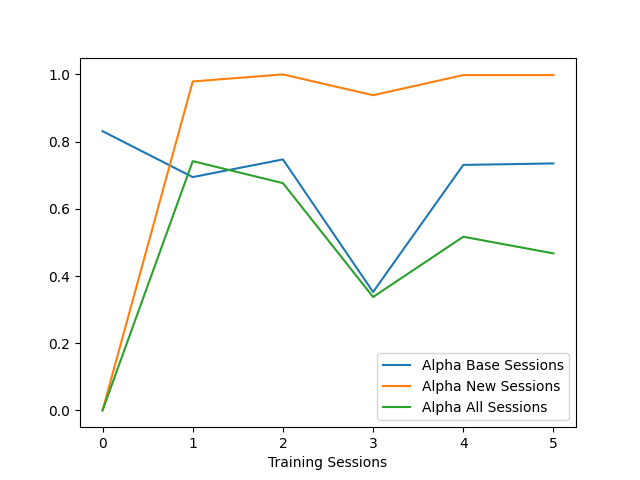 1.0
0.8
0.6
0.4
0.2
0.0
Alpha Base Sessions
Alpha New Sessions
Alpha All Sessions
0 1 2 3 4 5
Training Sessions